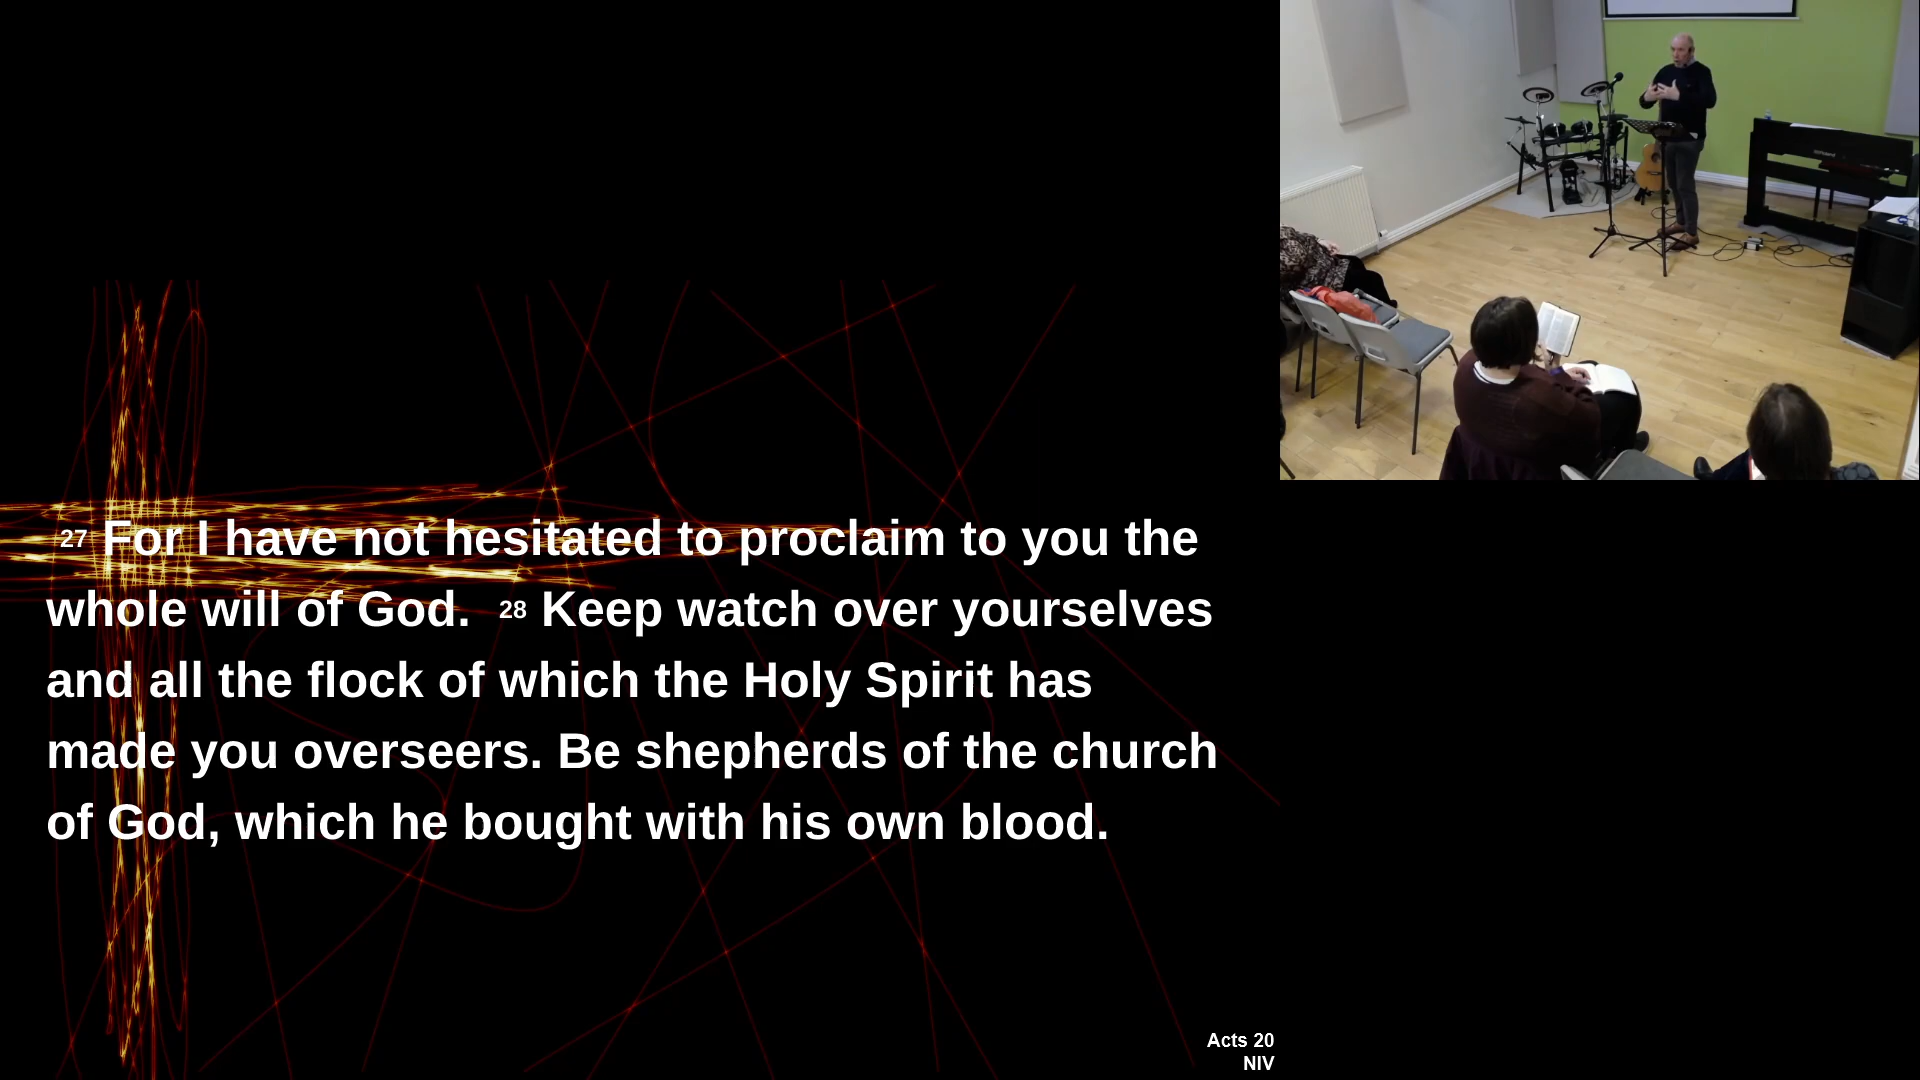 27 For I have not hesitated to proclaim to you the
whole will of God. 28 Keep watch over yourselves
and all the flock of which the Holy Spirit has
made you overseers. Be shepherds of the church
of God, which he bought with his own blood.
Acts 20
NIV